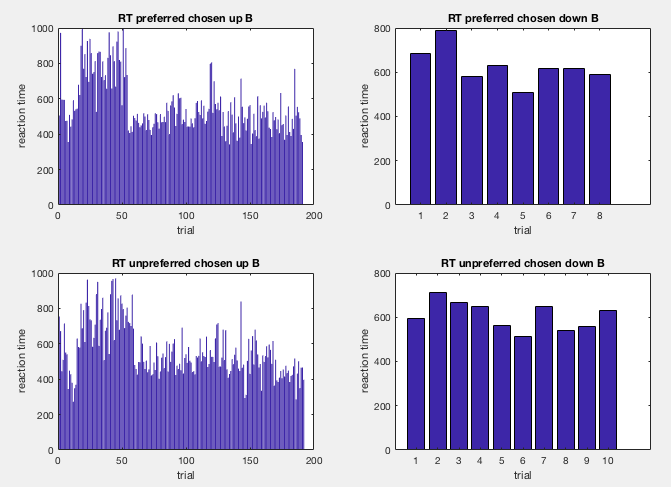 RT preferred chosen up B
1000
800
600
400
200
0
reaction time
0 50 100 150 200
trial
RT preferred chosen down B
800
600
400
200
0
reaction time
1 2 3 4 5 6 7 8
trial
RT unpreferred chosen up B
1000
800
600
400
200
0
reaction time
0 50 100 150 200
trial
RT unpreferred chosen down B
800
600
400
200
0
reaction time
1 2 3 4 5 6 7 8 9 10
trial